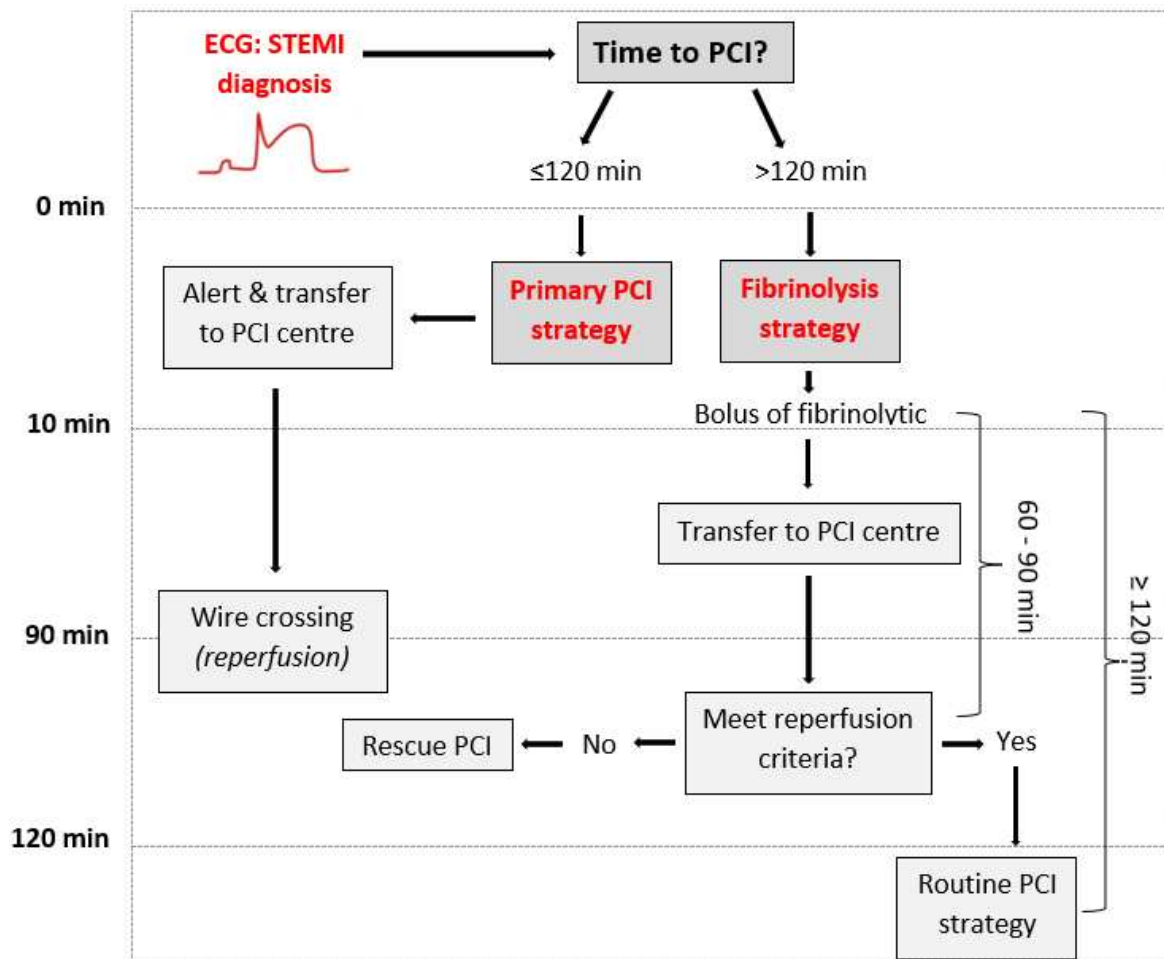 ECG: STEMI
diagnosis
Time to PCI?
≤120 min
>120 min
0 min
Alert & transfer
to PCI centre
Primary PCI
strategy
Fibrinolysis
strategy
10 min
Bolus of fibrinolytic
Transfer to PCI centre
60 - 90 min
≥ 120 min
Wire crossing
(reperfusion)
90 min
Meet reperfusion
criteria?
Rescue PCI
No
Yes
120 min
Routine PCI
strategy